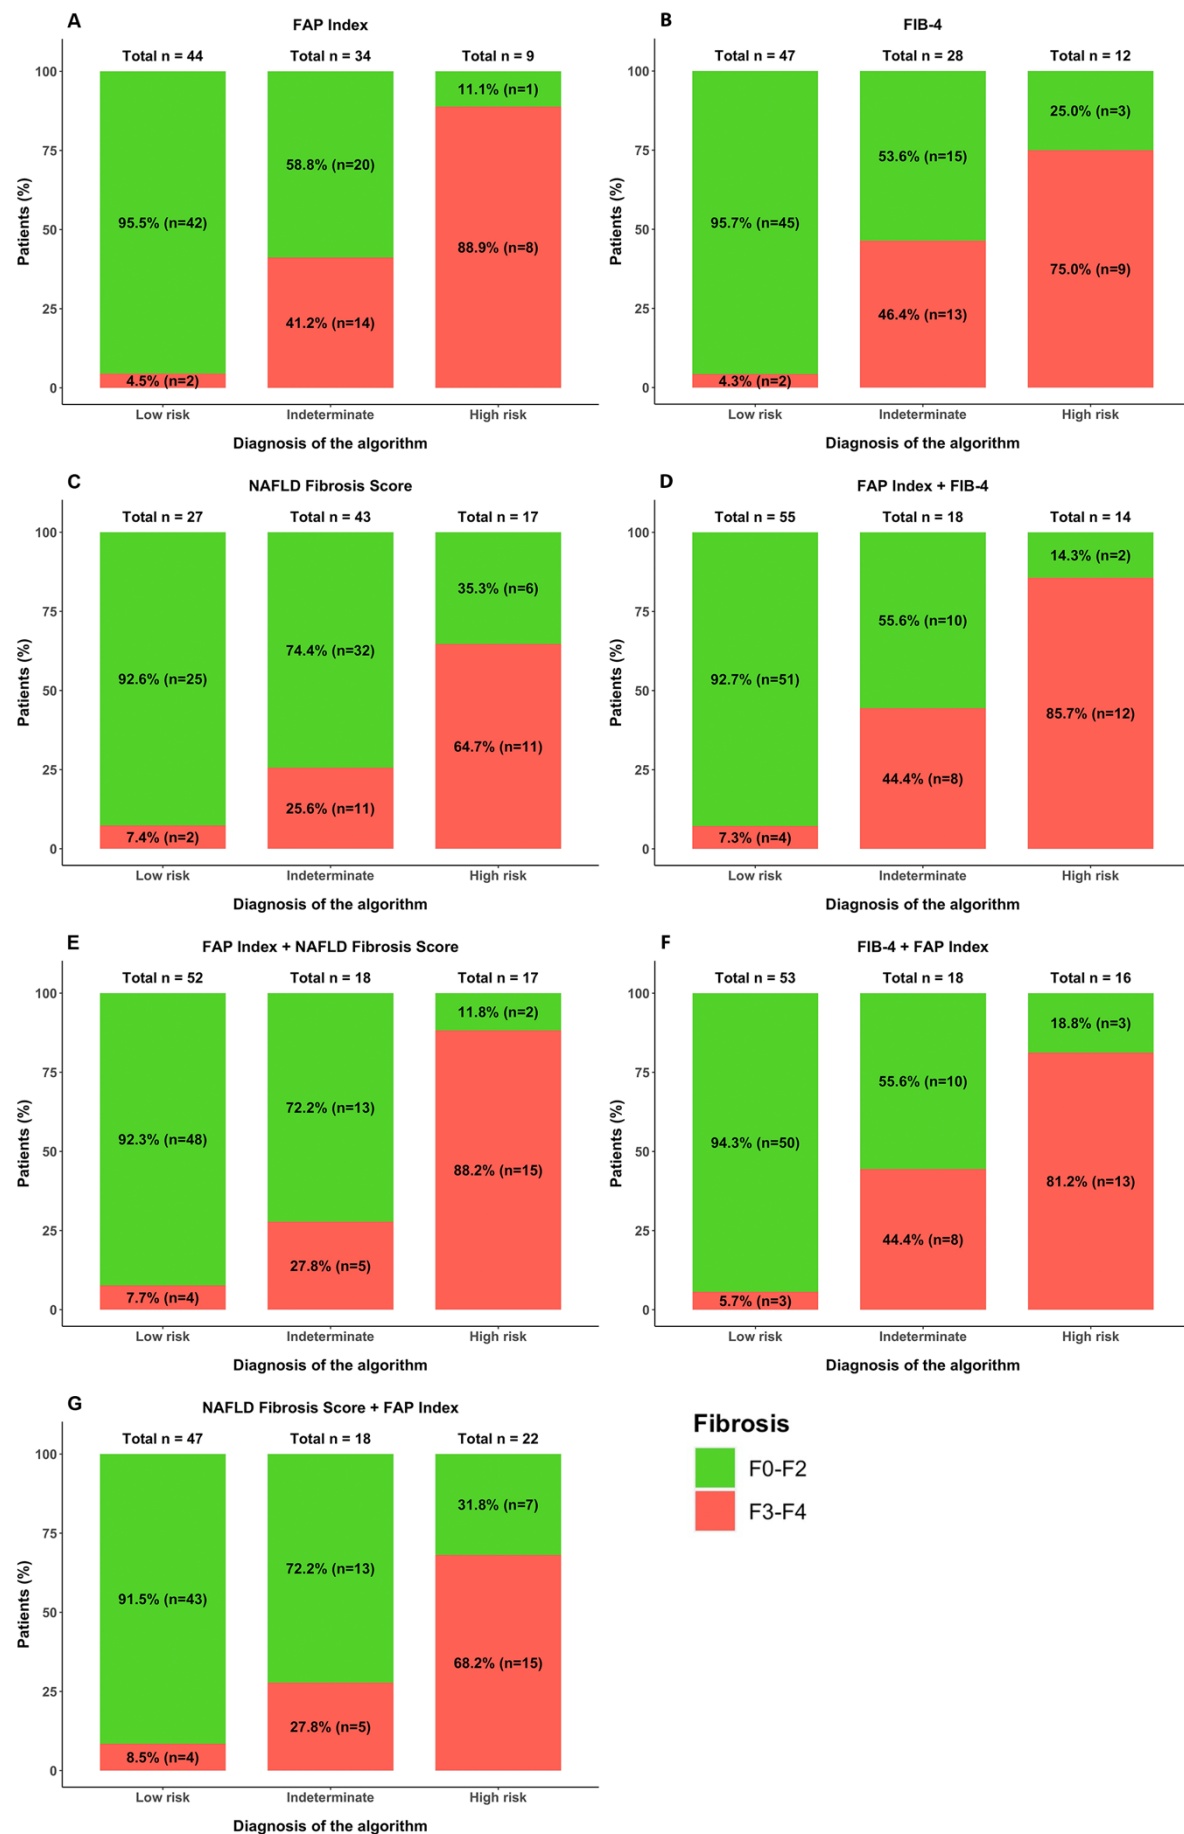 A
FAP Index
Total n = 44 Total n = 34 Total n = 9
Patients (%)
100
75
50
25
0
11.1% (n=1)
58.8% (n=20)
95.5% (n=42)
88.9% (n=8)
41.2% (n=14)
4.5% (n=2)
Low risk Indeterminate High risk
Diagnosis of the algorithm
B
FIB-4
Total n = 47 Total n = 28 Total n = 12
Patients (%)
100
75
50
25
0
25.0% (n=3)
53.6% (n=15)
95.7% (n=45)
75.0% (n=9)
46.4% (n=13)
4.3% (n=2)
Low risk Indeterminate High risk
Diagnosis of the algorithm
C
NAFLD Fibrosis Score
Total n = 27 Total n = 43 Total n = 17
Patients (%)
100
75
50
25
0
35.3% (n=6)
74.4% (n=32)
92.6% (n=25)
64.7% (n=11)
25.6% (n=11)
7.4% (n=2)
Low risk Indeterminate High risk
Diagnosis of the algorithm
D
FAP Index + FIB-4
Total n = 55 Total n = 18 Total n = 14
Patients (%)
100
75
50
25
0
14.3% (n=2)
55.6% (n=10)
92.7% (n=51)
85.7% (n=12)
44.4% (n=8)
7.3% (n=4)
Low risk Indeterminate High risk
Diagnosis of the algorithm
E
FAP Index + NAFLD Fibrosis Score
Total n = 52 Total n = 18 Total n = 17
Patients (%)
100
75
50
25
0
11.8% (n=2)
72.2% (n=13)
92.3% (n=48)
88.2% (n=15)
27.8% (n=5)
7.7% (n=4)
Low risk Indeterminate High risk
Diagnosis of the algorithm
F
FIB-4 + FAP Index
Total n = 53 Total n = 18 Total n = 16
Patients (%)
100
75
50
25
0
18.8% (n=3)
55.6% (n=10)
94.3% (n=50)
81.2% (n=13)
44.4% (n=8)
5.7% (n=3)
Low risk Indeterminate High risk
Diagnosis of the algorithm
G
NAFLD Fibrosis Score + FAP Index
Total n = 47 Total n = 18 Total n = 22
Patients (%)
100
75
50
25
0
31.8% (n=7)
72.2% (n=13)
91.5% (n=43)
68.2% (n=15)
27.8% (n=5)
8.5% (n=4)
Low risk Indeterminate High risk
Diagnosis of the algorithm
Fibrosis
F0-F2
F3-F4